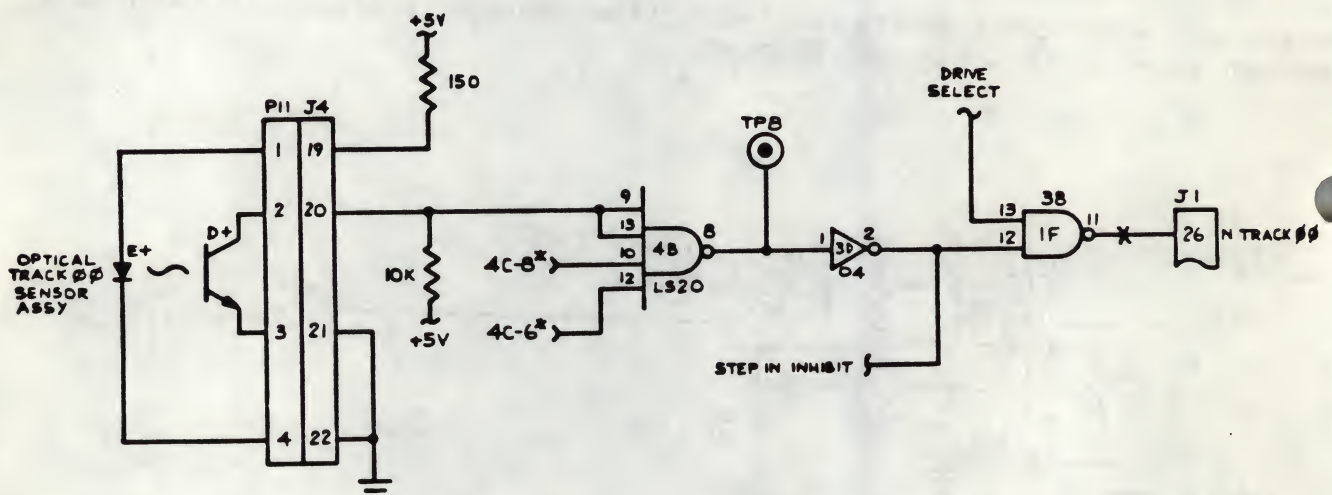 +5V
150
P11 J4
1 19
2 20
3 21
4 22
OPTICAL
TRACK ØØ
SENSOR
ASSY
E+
D+
10K
+5V
9
13
10
12
4B
LS20
8
4C-8*
4C-6*
TP8
1
3D
04
2
STEP IN INHIBIT
DRIVE
SELECT
13
12
38
1F
11
J1
26
N TRACK ØØ